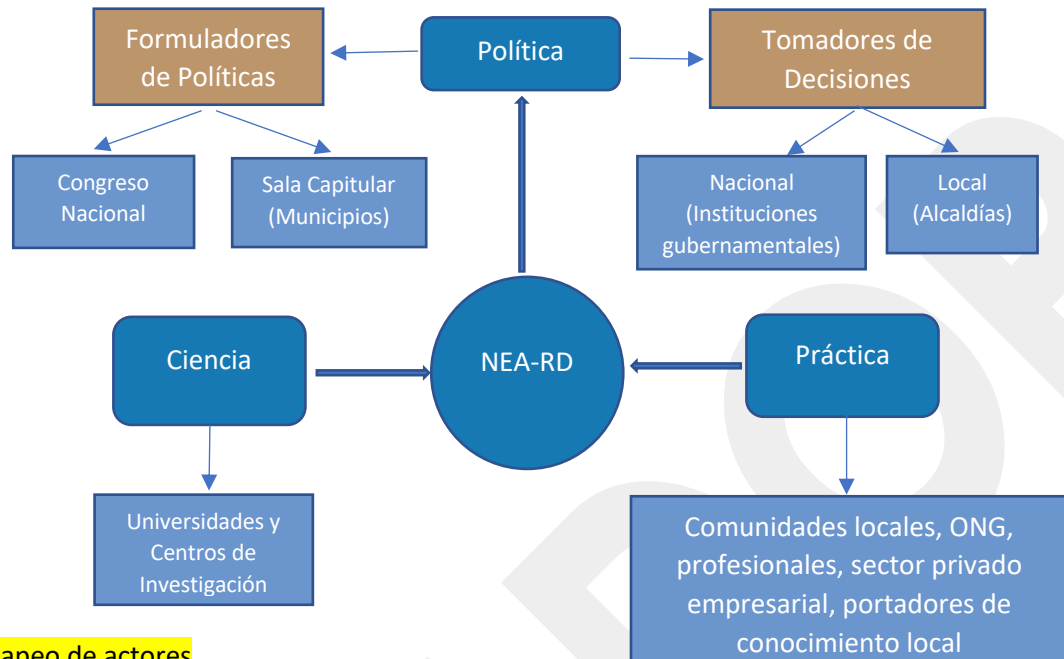 Formuladores
de Políticas
Política
Tomadores de
Decisiones
Congreso
Nacional
Sala Capitular
(Municipios)
Nacional
(Instituciones
gubernamentales)
Local
(Alcaldías)
Ciencia
NEA-RD
Práctica
Universidades y
Centros de
Investigación
Comunidades locales, ONG,
profesionales, sector privado
empresarial, portadores de
conocimiento local
apeo de actores